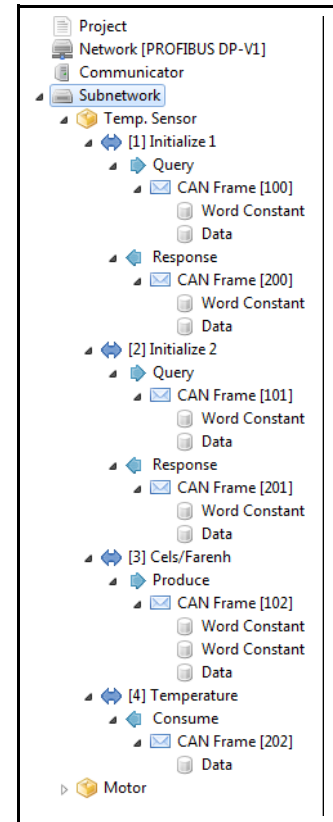 Project
Network [PROFIBUS DP-V1]
Communicator
Subnetwork
Temp. Sensor
[1] Initialize 1
Query
CAN Frame [100]
Word Constant
Data
Response
CAN Frame [200]
Word Constant
Data
[2] Initialize 2
Query
CAN Frame [101]
Word Constant
Data
Response
CAN Frame [201]
Word Constant
Data
[3] Cels/Farenh
Produce
CAN Frame [102]
Word Constant
Word Constant
Data
[4] Temperature
Consume
CAN Frame [202]
Data
Motor